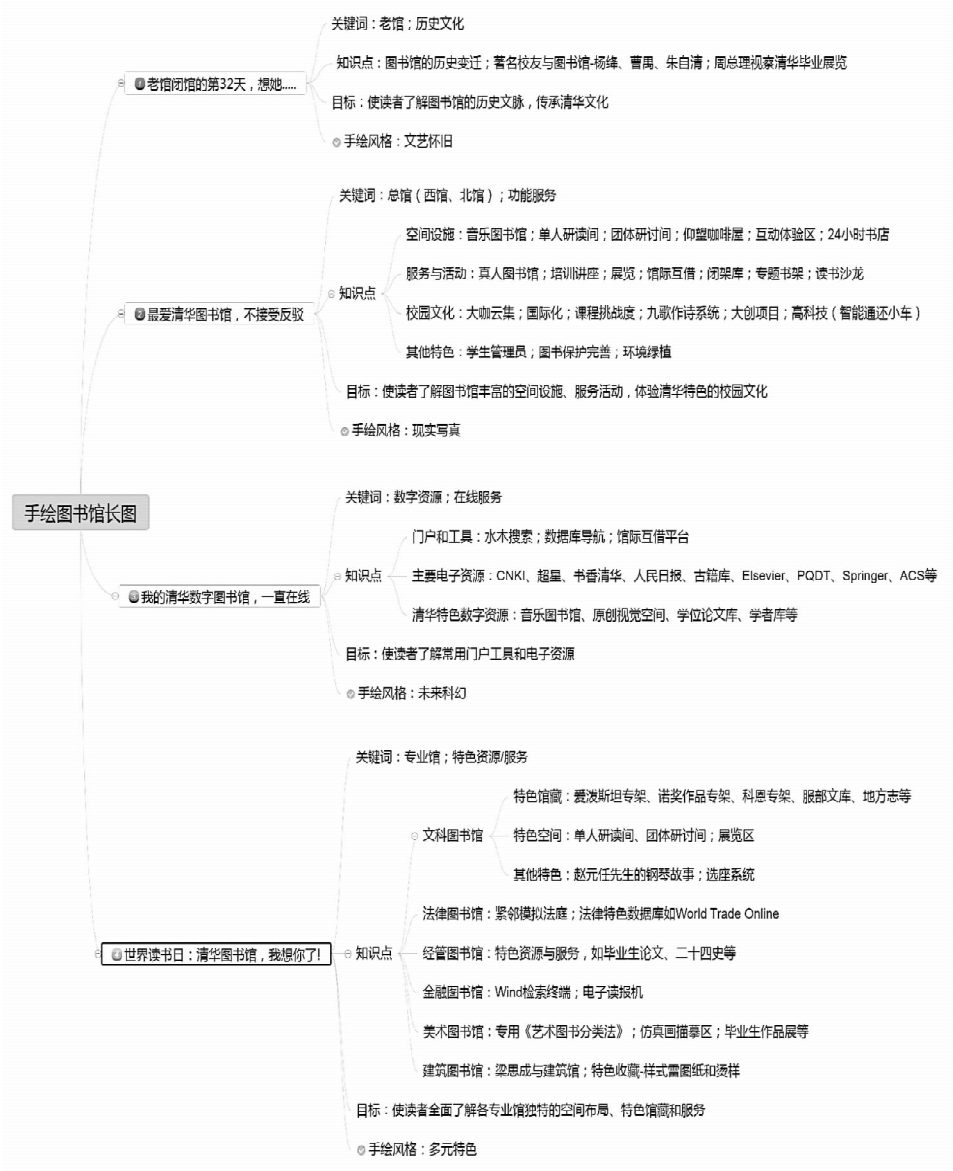 手绘图书馆长图
1 老馆闭馆的第32天，想她.....
关键词：老馆；历史文化
知识点：图书馆的历史变迁；著名校友与图书馆-杨绛、曹禺、朱自清；周总理视察清华毕业展览
目标：使读者了解图书馆的历史文脉，传承清华文化
手绘风格：文艺怀旧
2 最爱清华图书馆，不接受反驳
关键词：总馆（西馆、北馆）；功能服务
知识点
空间设施：音乐图书馆；单人研读间；团体研讨间；仰望咖啡屋；互动体验区；24小时书店
服务与活动：真人图书馆；培训讲座；展览；馆际互借；闭架库；专题书架；读书沙龙
校园文化：大咖云集；国际化；课程挑战度；九歌作诗系统；大创项目；高科技（智能通还小车）
其他特色：学生管理员；图书保护完善；环境绿植
目标：使读者了解图书馆丰富的空间设施、服务活动，体验清华特色的校园文化
手绘风格：现实写真
3 我的清华数字图书馆，一直在线
关键词：数字资源；在线服务
知识点
门户和工具：水木搜索；数据库导航；馆际互借平台
主要电子资源：CNKI、超星、书香清华、人民日报、古籍库、Elsevier、PQDT、Springer、ACS等
清华特色数字资源：音乐图书馆、原创视觉空间、学位论文库、学者库等
目标：使读者了解常用门户工具和电子资源
手绘风格：未来科幻
4 世界读书日：清华图书馆，我想你了!
关键词：专业馆；特色资源/服务
知识点
文科图书馆
特色馆藏：爱泼斯坦专架、诺奖作品专架、科恩专架、服部文库、地方志等
特色空间：单人研读间、团体研讨间；展览区
其他特色：赵元任先生的钢琴故事；选座系统
法律图书馆：紧邻模拟法庭；法律特色数据库如World Trade Online
经管图书馆：特色资源与服务，如毕业生论文、二十四史等
金融图书馆：Wind检索终端；电子读报机
美术图书馆：专用《艺术图书分类法》；仿真画描摹区；毕业生作品展等
建筑图书馆：梁思成与建筑馆；特色收藏-样式雷图纸和烫样
目标：使读者全面了解各专业馆独特的空间布局、特色馆藏和服务
手绘风格：多元特色